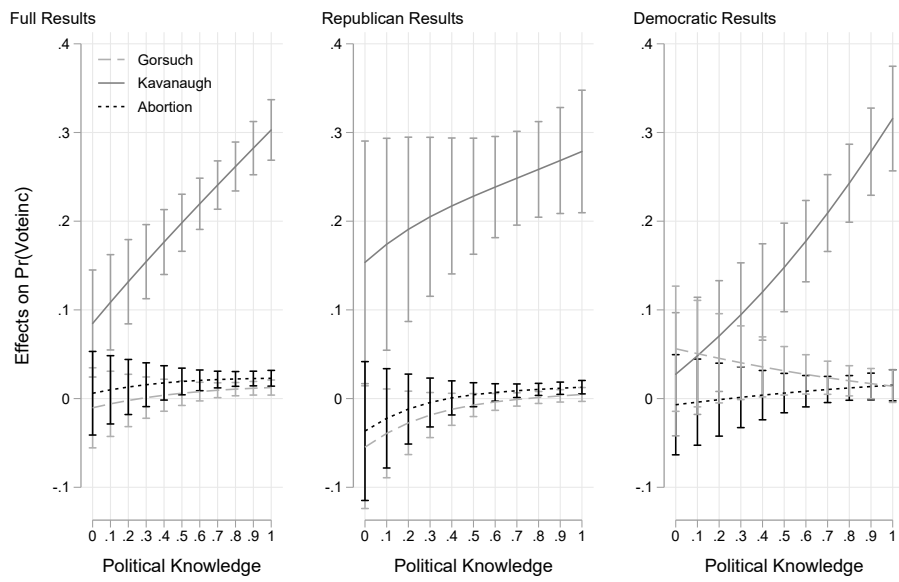 Full Results
Republican Results
Democratic Results
Effects on Pr(Voteinc)
.4
.3
.2
.1
0
-.1
Gorsuch
Kavanaugh
Abortion
0 .1 .2 .3 .4 .5 .6 .7 .8 .9 1
Political Knowledge
.4
.3
.2
.1
0
-.1
0 .1 .2 .3 .4 .5 .6 .7 .8 .9 1
Political Knowledge
.4
.3
.2
.1
0
-.1
0 .1 .2 .3 .4 .5 .6 .7 .8 .9 1
Political Knowledge